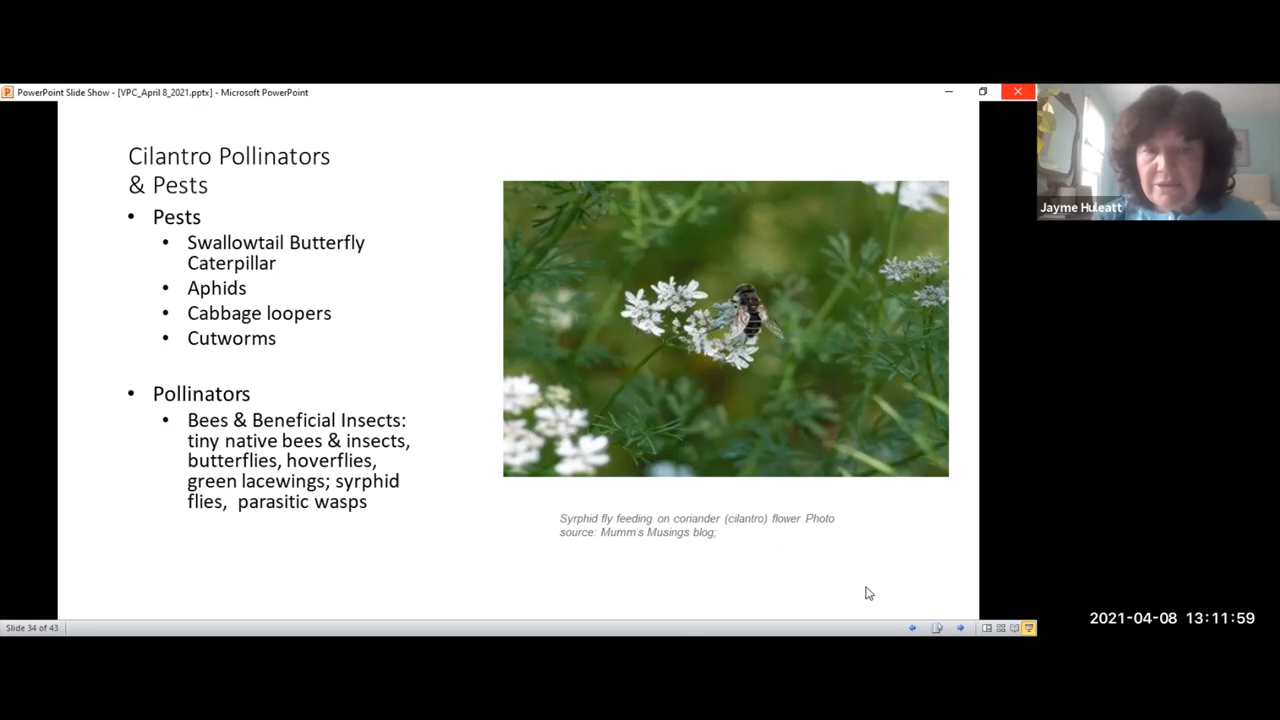 PowerPoint Slide Show - [VPC_April 8_2021.pptx] - Microsoft PowerPoint
Cilantro Pollinators
& Pests
• Pests
• Swallowtail Butterfly
Caterpillar
• Aphids
• Cabbage loopers
• Cutworms
• Pollinators
• Bees & Beneficial Insects:
tiny native bees & insects,
butterflies, hoverflies,
green lacewings; syrphid
flies, parasitic wasps
Syrphid fly feeding on coriander (cilantro) flower Photo
source: Mumm's Musings blog;
Jayme Huleatt
Slide 34 of 43
2021-04-08 13:11:59